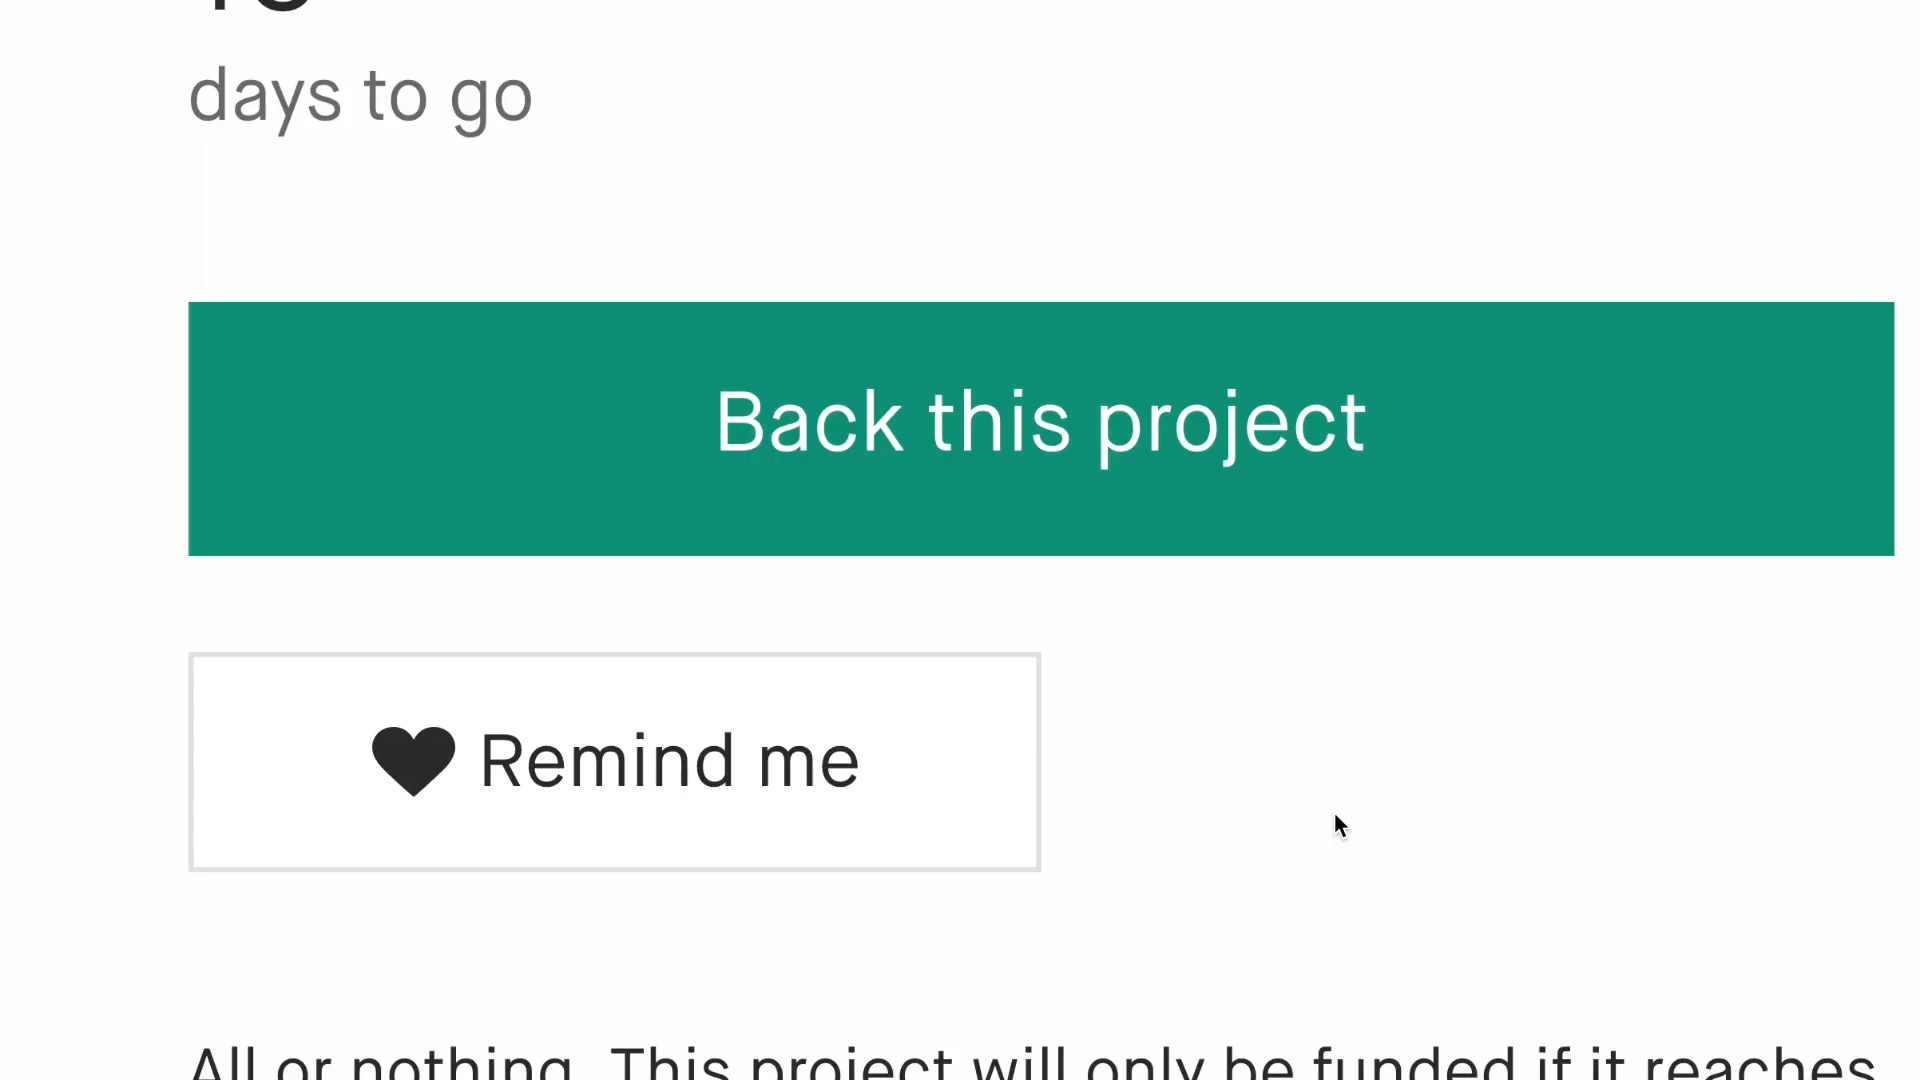 days to go
Back this project
Remind me
All or nothing. This project will only be funded if it reaches